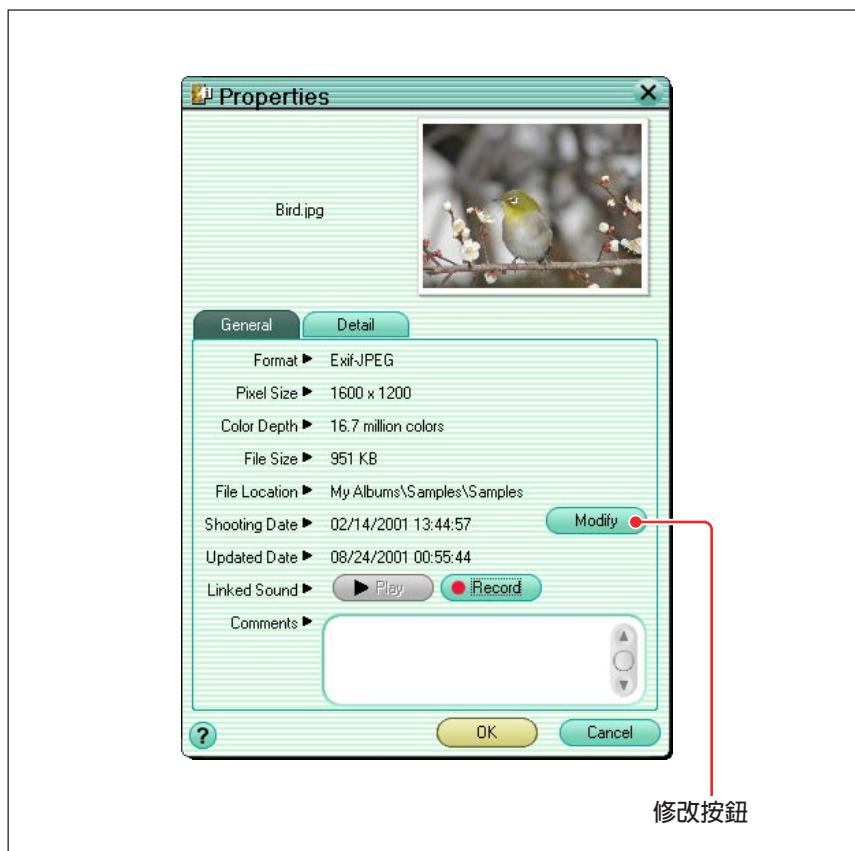 Properties
Bird.jpg
General Detail
Format ▶ Exif-JPEG
Pixel Size ▶ 1600 x 1200
Color Depth ▶ 16.7 million colors
File Size ▶ 951 KB
File Location ▶ My Albums\Samples\Samples
Shooting Date ▶ 02/14/2001 13:44:57 Modify
Updated Date ▶ 08/24/2001 00:55:44
Linked Sound ▶ Play Record
Comments ▶
? OK Cancel
修改按鈕